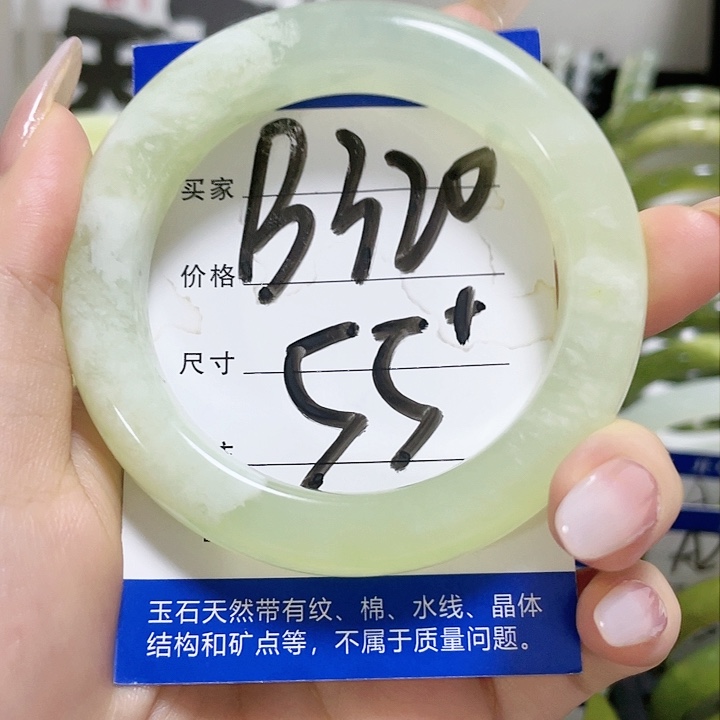 买家 B320
价格
尺寸 55+
玉石天然带有纹、棉、水线、晶体
结构和矿点等，不属于质量问题。